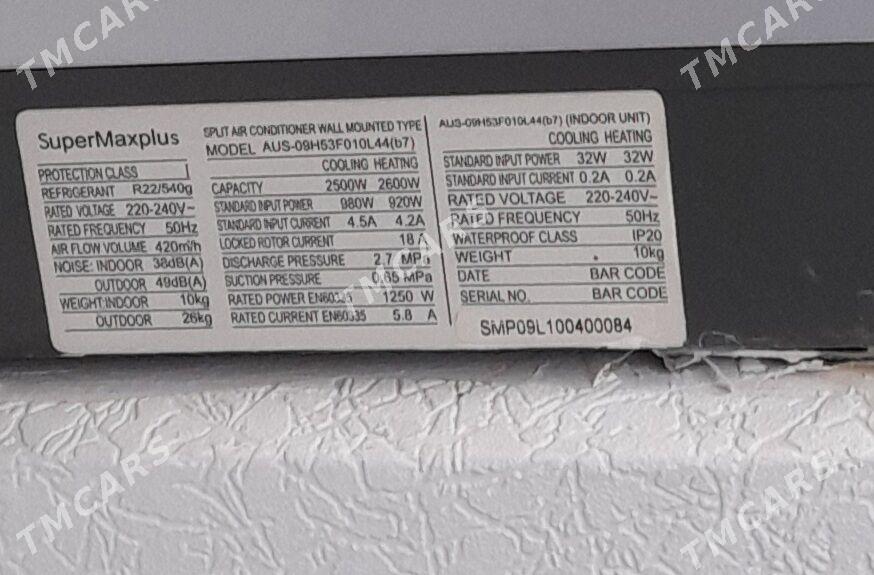 SuperMaxplus
PROTECTION CLASS I
REFRIGERANT R22/540g
RATED VOLTAGE 220-240V~
RATED FREQUENCY 50Hz
AIR FLOW VOLUME 420m³/h
NOISE: INDOOR 38dB(A)
OUTDOOR 49dB(A)
WEIGHT:INDOOR 10kg
OUTDOOR 26kg
SPLIT AIR CONDITIONER WALL MOUNTED TYPE
MODEL AUS-09H53F010L44(b7)
COOLING HEATING
CAPACITY 2500W 2600W
STANDARD INPUT POWER 980W 920W
STANDARD INPUT CURRENT 4.5A 4.2A
LOCKED ROTOR CURRENT 18 A
DISCHARGE PRESSURE 2.7 MPa
SUCTION PRESSURE 0.65 MPa
RATED POWER EN60335 1250 W
RATED CURRENT EN60335 5.8 A
AUS-09H53F010L44(b7) (INDOOR UNIT)
COOLING HEATING
STANDARD INPUT POWER 32W 32W
STANDARD INPUT CURRENT 0.2A 0.2A
RATED VOLTAGE 220-240V~
RATED FREQUENCY 50Hz
WATERPROOF CLASS IP20
WEIGHT 10kg
DATE BAR CODE
SERIAL NO. BAR CODE
SMP09L100400084
TMCARS
TMCARS
TMCARS
TMCARS
TMCARS